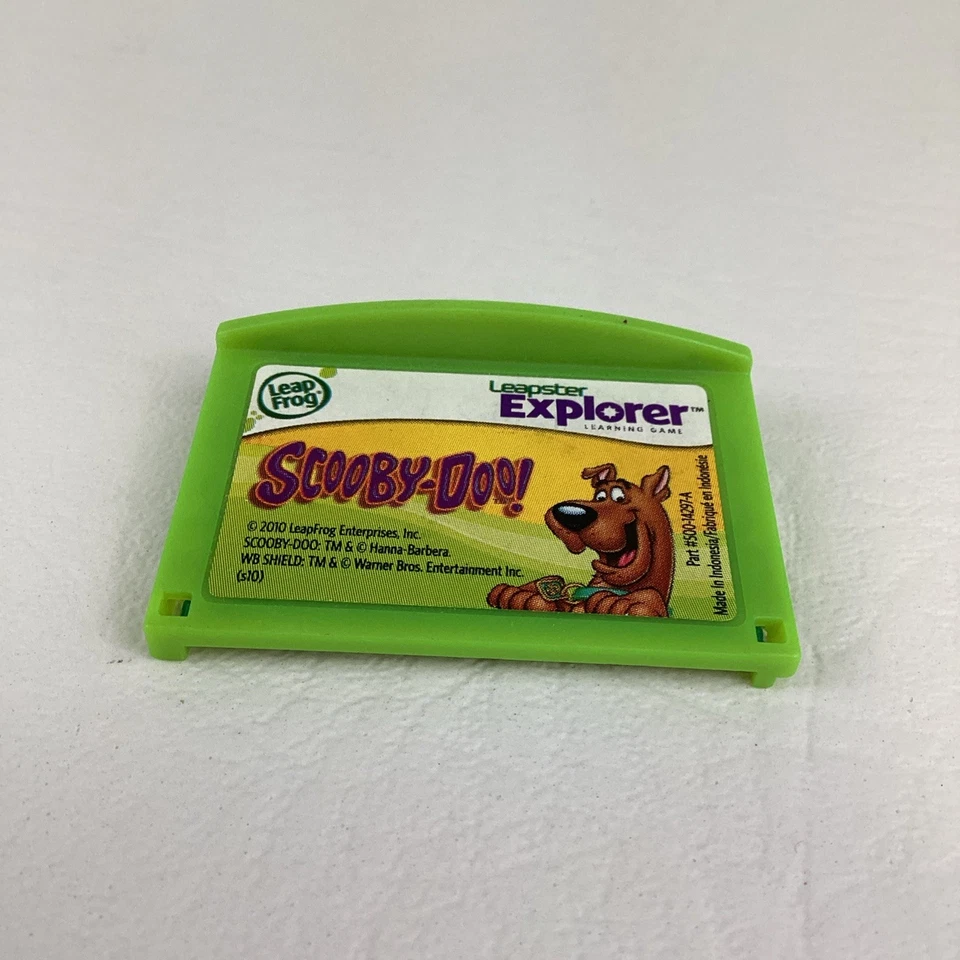 Leap
Frog
Leapster
Explorer™
LEARNING GAME
SCOOBY-DOO!
© 2010 LeapFrog Enterprises, Inc.
SCOOBY-DOO: TM & © Hanna-Barbera.
WB SHIELD: TM & © Warner Bros. Entertainment Inc.
(s10)
Part #500-14297-A
Made in Indonesia/Fabriqué en Indonésie